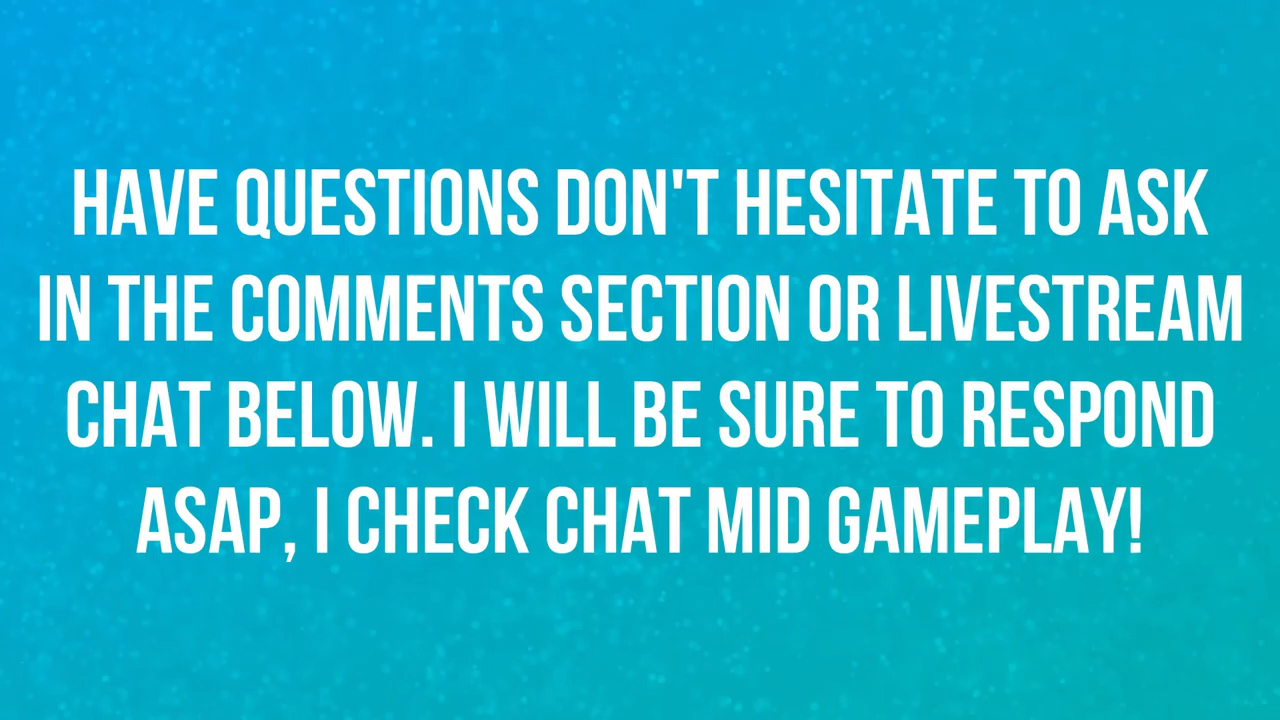 HAVE QUESTIONS DON'T HESITATE TO ASK
IN THE COMMENTS SECTION OR LIVESTREAM
CHAT BELOW. I WILL BE SURE TO RESPOND
ASAP, I CHECK CHAT MID GAMEPLAY!